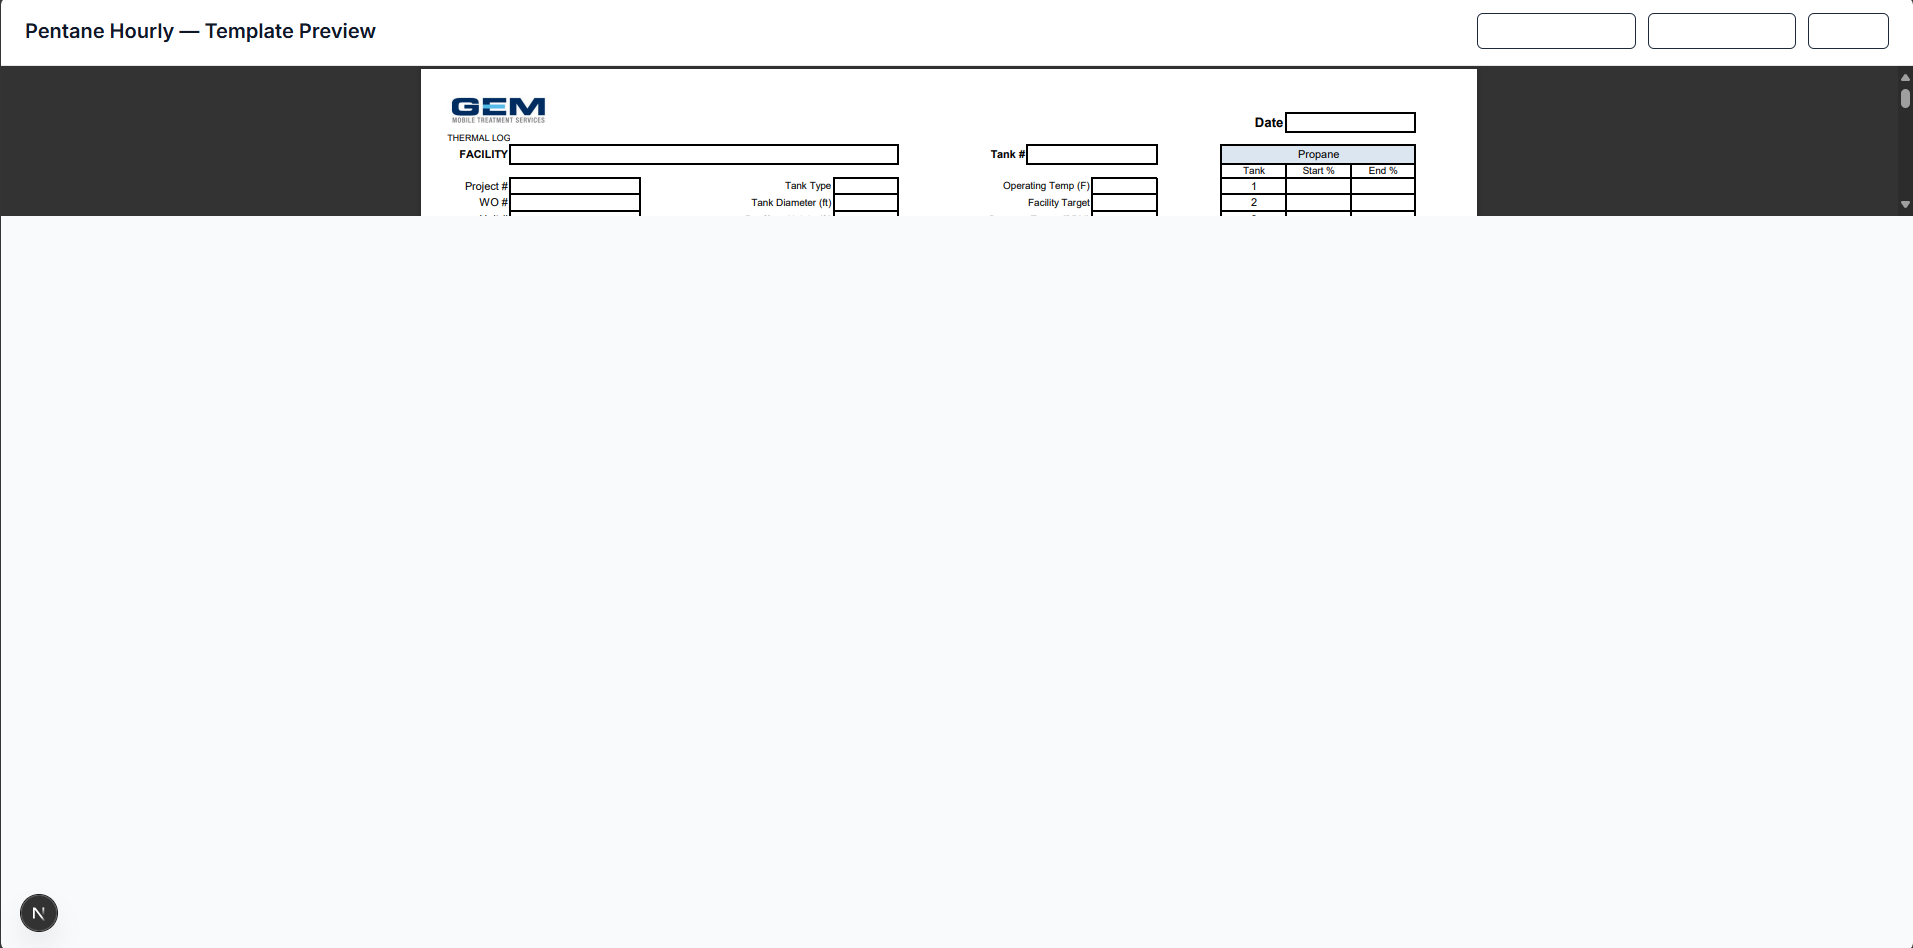 Pentane Hourly — Template Preview
GEM
MOBILE TREATMENT SERVICES
Date
THERMAL LOG
FACILITY
Tank #
Propane
Tank Start % End %
Project #
Tank Type
Operating Temp (F)
1
WO #
Tank Diameter (ft)
Facility Target
2
N